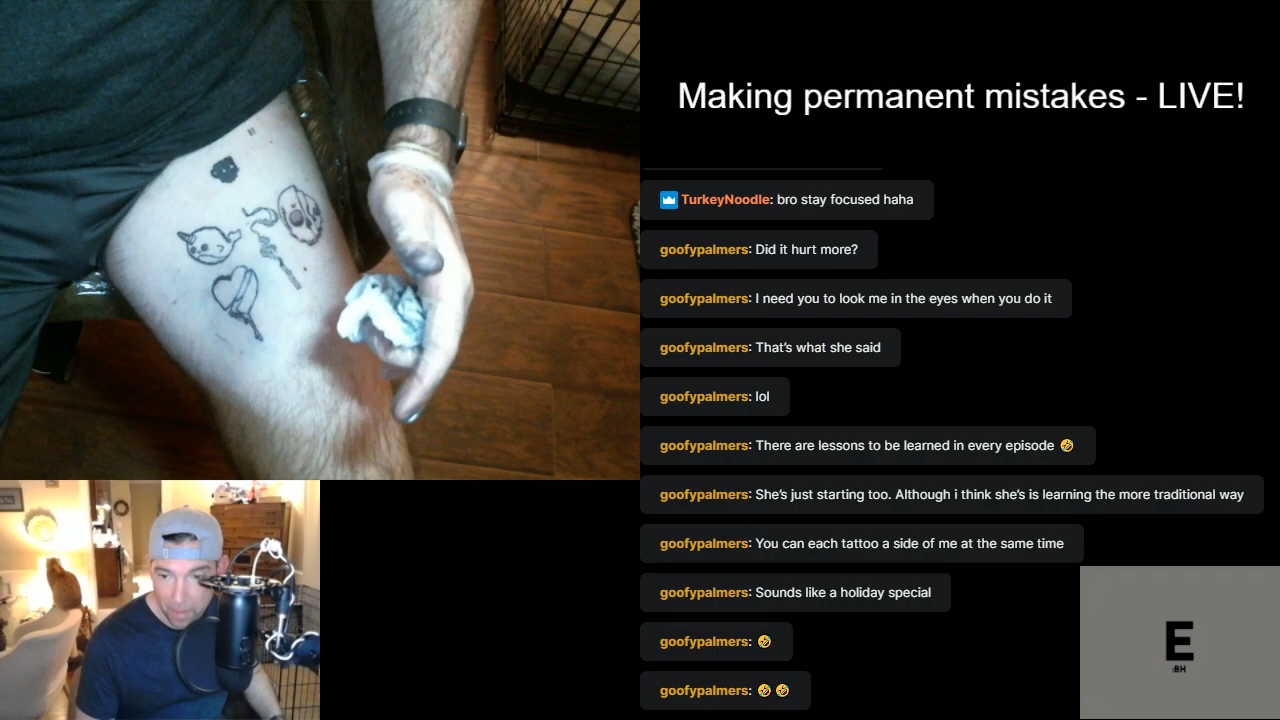 Making permanent mistakes - LIVE!
TurkeyNoodle: bro stay focused haha
goofypalmers: Did it hurt more?
goofypalmers: I need you to look me in the eyes when you do it
goofypalmers: That's what she said
goofypalmers: lol
goofypalmers: There are lessons to be learned in every episode 🤣
goofypalmers: She's just starting too. Although i think she's is learning the more traditional way
goofypalmers: You can each tattoo a side of me at the same time
goofypalmers: Sounds like a holiday special
goofypalmers: 🤣
goofypalmers: 🤣 🤣
E
:BH